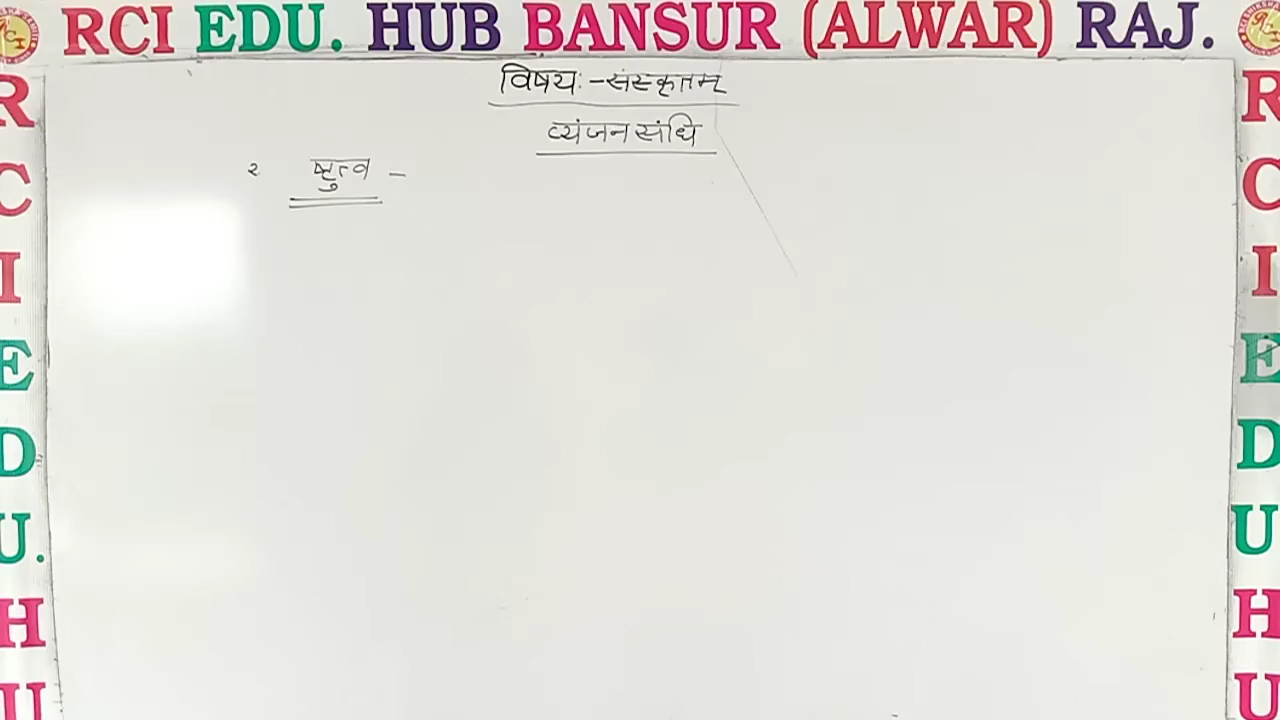 RCI EDU. HUB BANSUR (ALWAR) RAJ.
विषयः-संस्कृतम्
व्यंजन संधि
२ ष्टुत्व -
R
C
I
E
D
U.
H
U
R
C
I
E
D
U
H
U